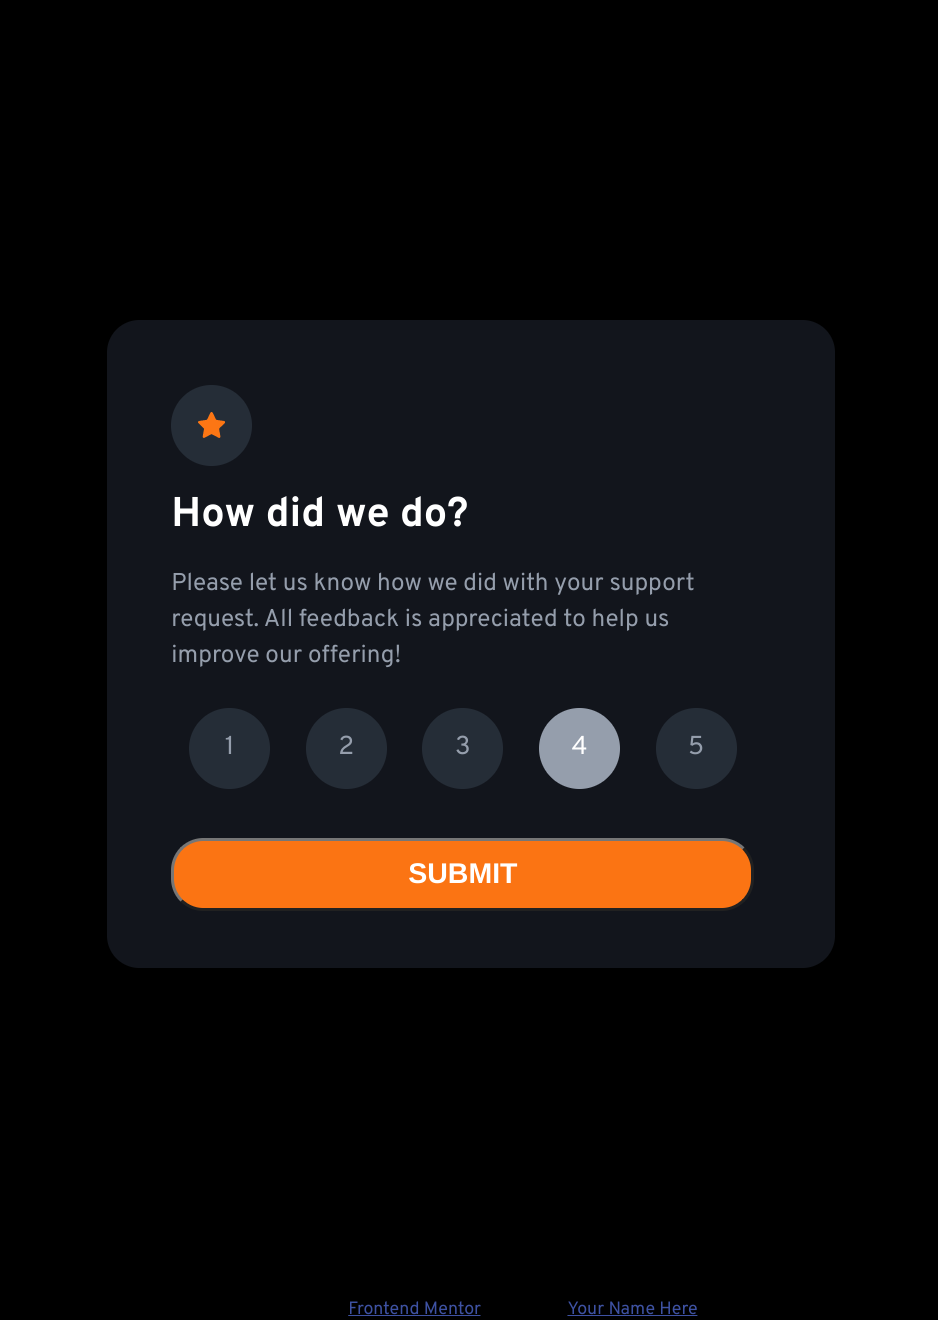 How did we do?
Please let us know how we did with your support
request. All feedback is appreciated to help us
improve our offering!
1 2 3 4 5
SUBMIT
Frontend Mentor Your Name Here